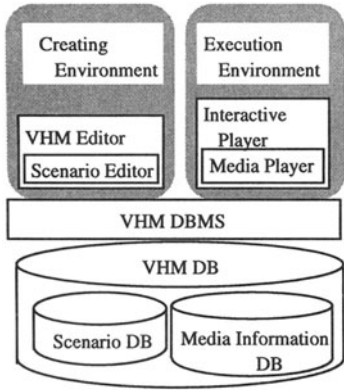 Creating
Environment
Execution
Environment
VHM Editor
Scenario Editor
Interactive
Player
Media Player
VHM DBMS
VHM DB
Scenario DB
Media Information
DB